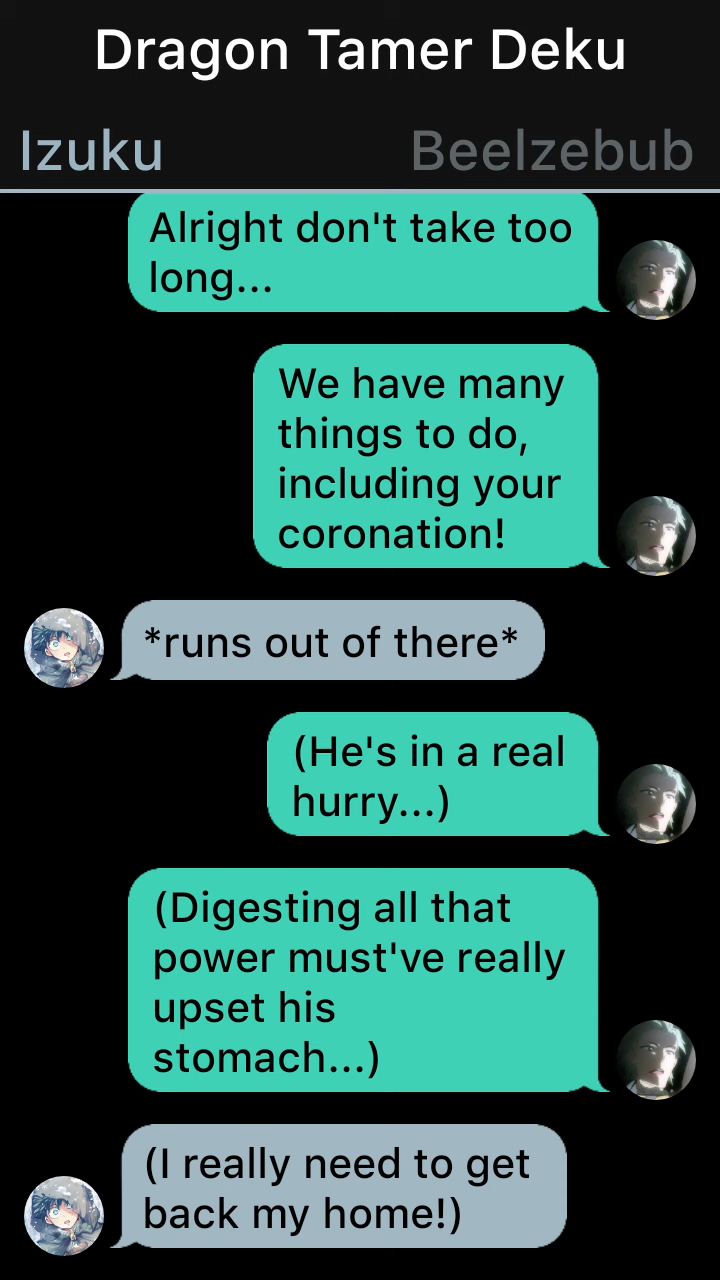 Dragon Tamer Deku
Izuku
Beelzebub
Alright don't take too
long...
We have many
things to do,
including your
coronation!
*runs out of there*
(He's in a real
hurry...)
(Digesting all that
power must've really
upset his
stomach...)
(I really need to get
back my home!)